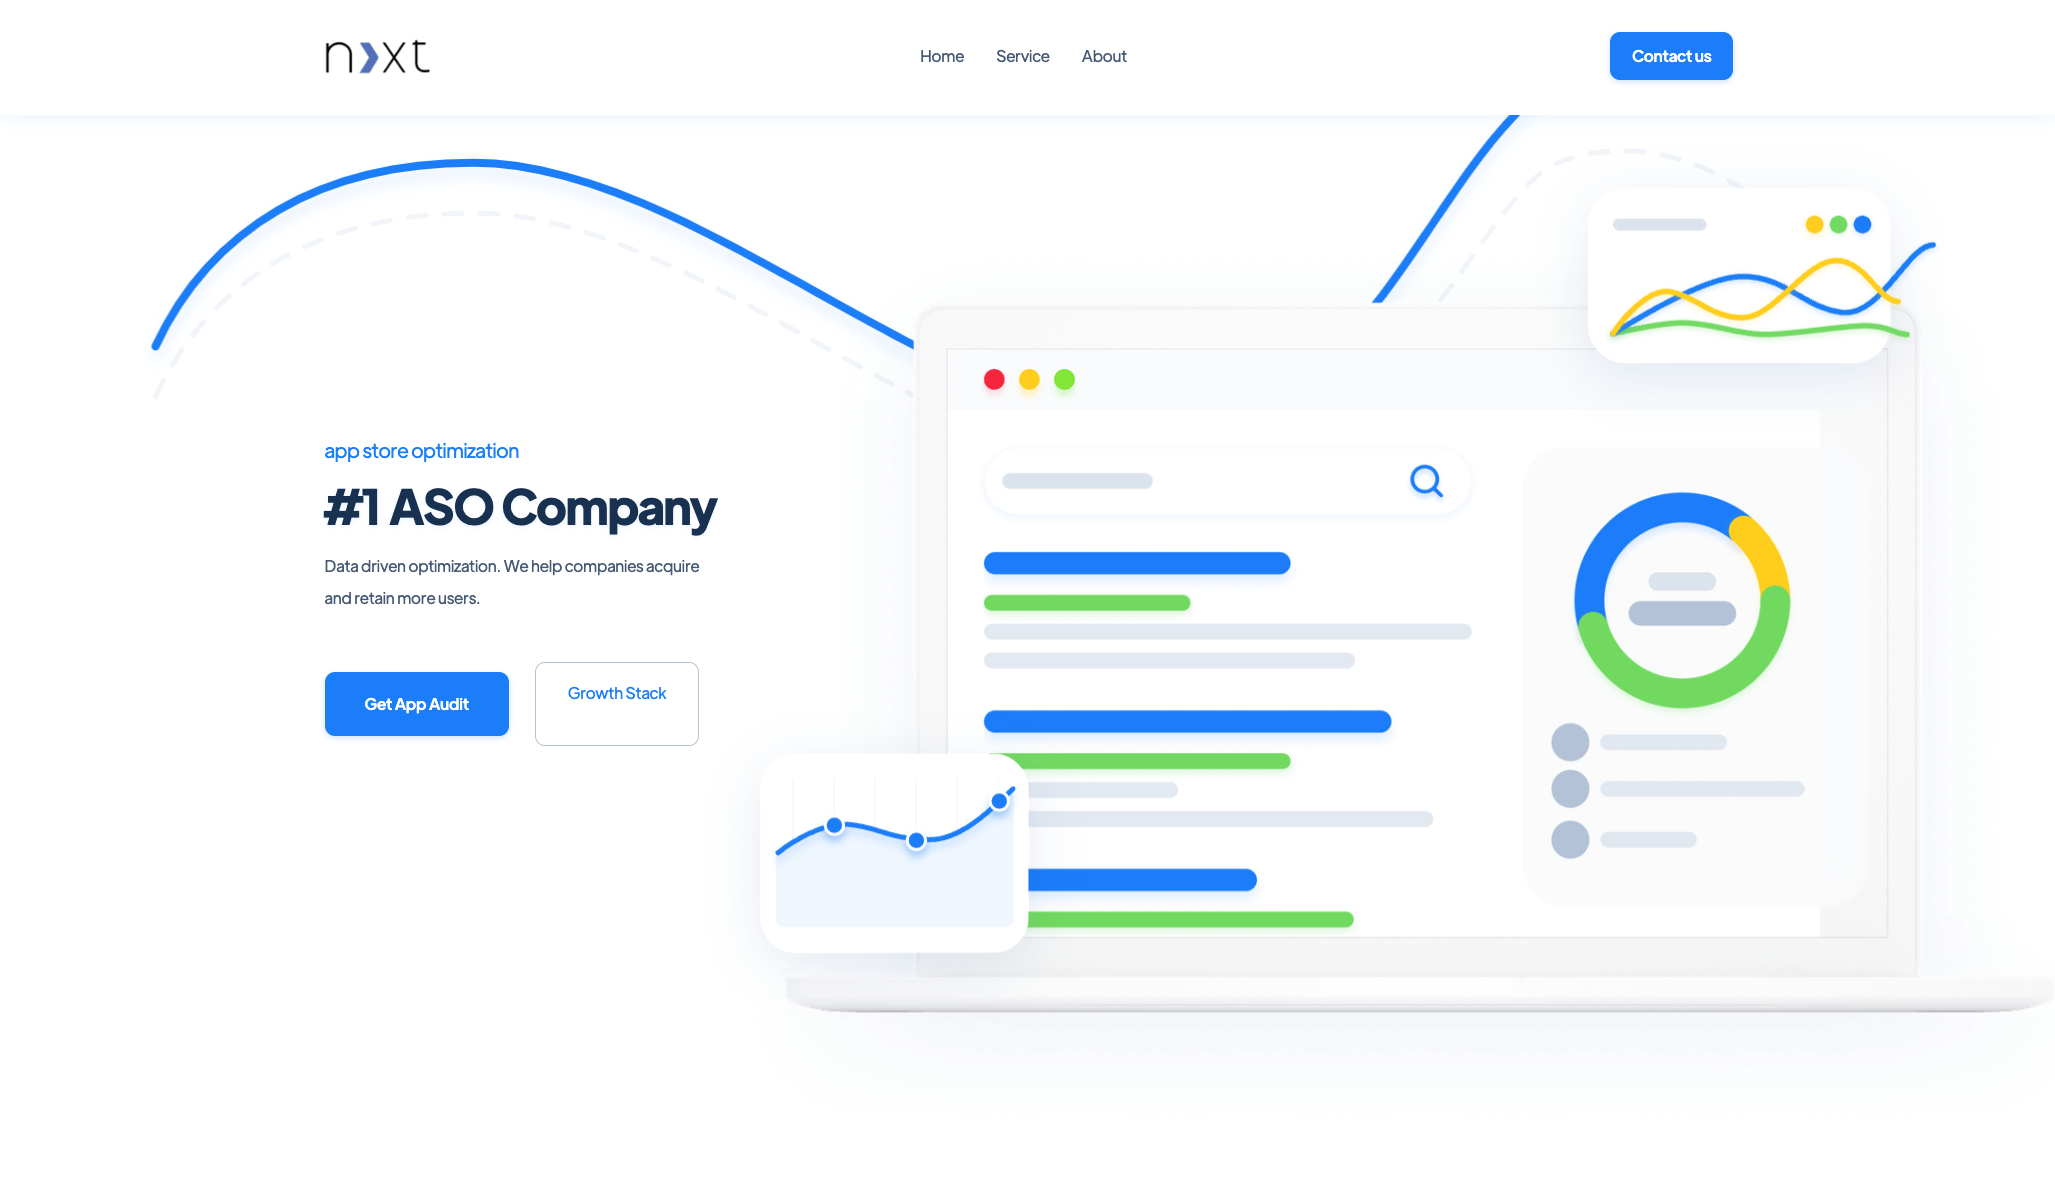 n xt
Home
Service
About
Contact us
app store optimization
#1 ASO Company
Data driven optimization. We help companies acquire
and retain more users.
Get App Audit
Growth Stack